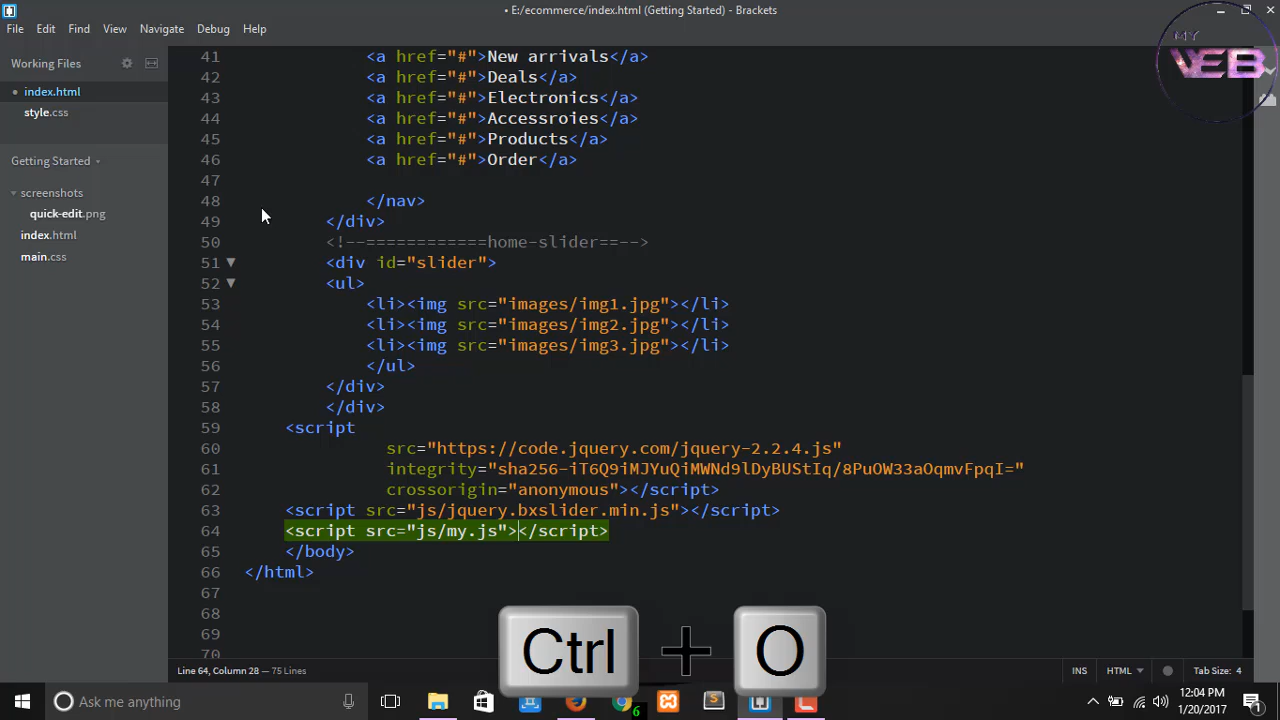 • E:/ecommerce/index.html (Getting Started) - Brackets
File Edit Find View Navigate Debug Help
MY
VEB
Working Files
• index.html
style.css
Getting Started
screenshots
quick-edit.png
index.html
main.css
41 <a href="#">New arrivals</a>
42 <a href="#">Deals</a>
43 <a href="#">Electronics</a>
44 <a href="#">Accessroies</a>
45 <a href="#">Products</a>
46 <a href="#">Order</a>
47
48 </nav>
49 </div>
50 <!--============home-slider==-->
51 <div id="slider">
52 <ul>
53 <li><img src="images/img1.jpg"></li>
54 <li><img src="images/img2.jpg"></li>
55 <li><img src="images/img3.jpg"></li>
56 </ul>
57 </div>
58 </div>
59 <script
60 src="https://code.jquery.com/jquery-2.2.4.js"
61 integrity="sha256-iT6Q9iMJYuQiMWNd9lDyBUStIq/8PuOW33aOqmvFpqI="
62 crossorigin="anonymous"></script>
63 <script src="js/jquery.bxslider.min.js"></script>
64 <script src="js/my.js"></script>
65 </body>
66 </html>
67
68
69
70
Ctrl + O
Line 64, Column 28 — 75 Lines
INS HTML Tab Size: 4
Ask me anything
6
12:04 PM
1/20/2017
1